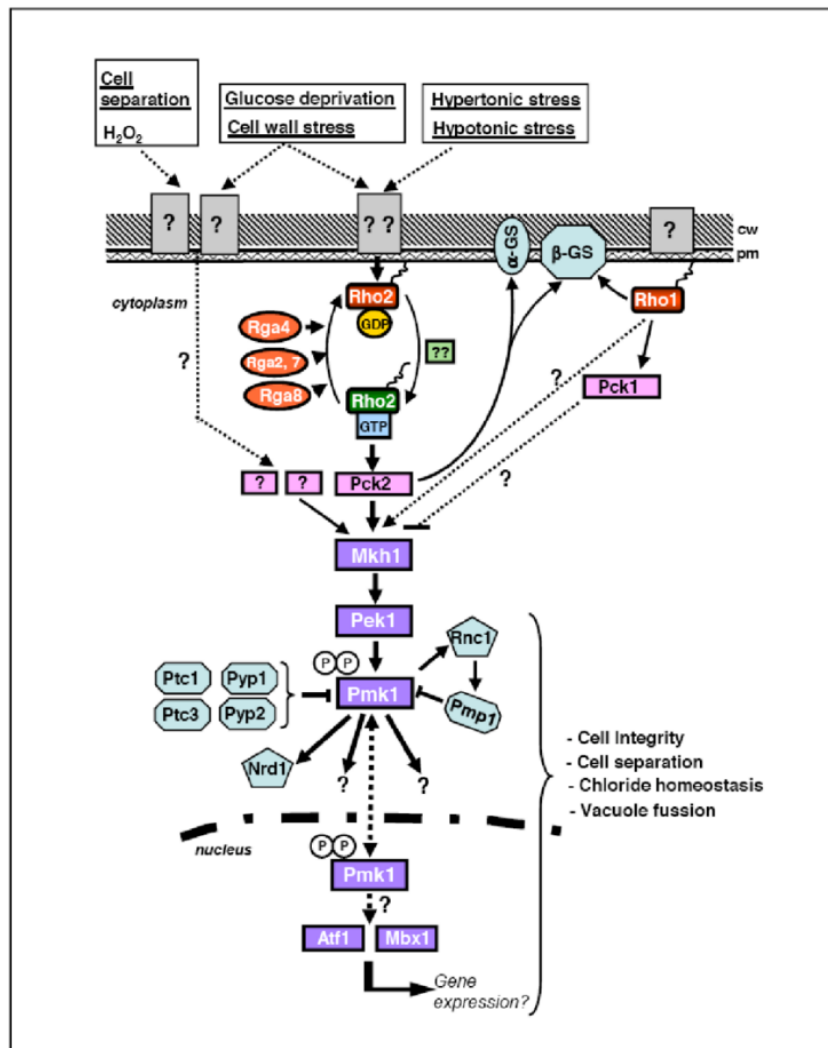 Cell
separation
H₂O₂
Glucose deprivation
Cell wall stress
Hypertonic stress
Hypotonic stress
?
?
? ?
?
cw
pm
α-GS
β-GS
cytoplasm
Rho2
GDP
Rho1
Rga4
Rga2, 7
Rga8
??
?
?
Pck1
Rho2
GTP
?
?
?
Pck2
Mkh1
Pek1
Rnc1
P P
Ptc1
Pyp1
Ptc3
Pyp2
Pmk1
Pmp1
Nrd1
?
?
- Cell Integrity
- Cell separation
- Chloride homeostasis
- Vacuole fussion
nucleus
P P
Pmk1
?
Atf1
Mbx1
Gene
expression?